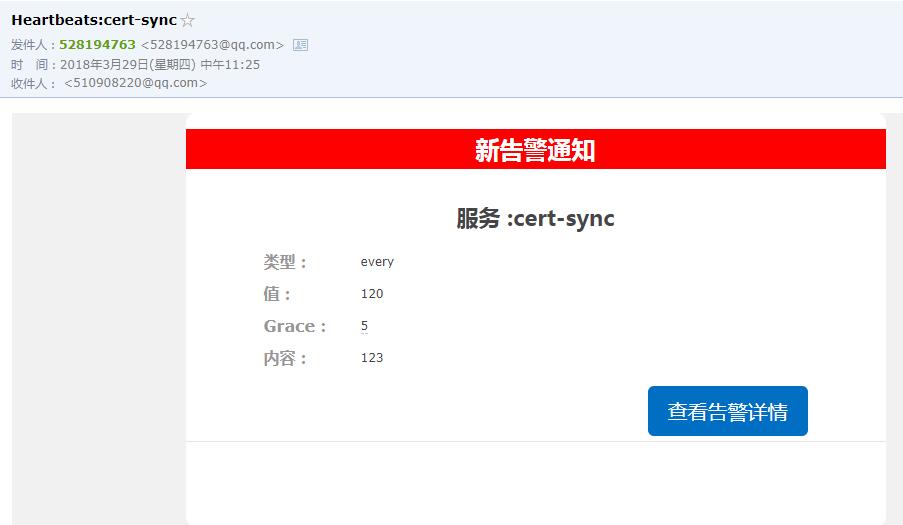 Heartbeats:cert-sync
发件人：528194763 <528194763@qq.com>
时 间：2018年3月29日(星期四) 中午11:25
收件人： <510908220@qq.com>
新告警通知
服务 :cert-sync
类型： every
值： 120
Grace： 5
内容： 123
查看告警详情